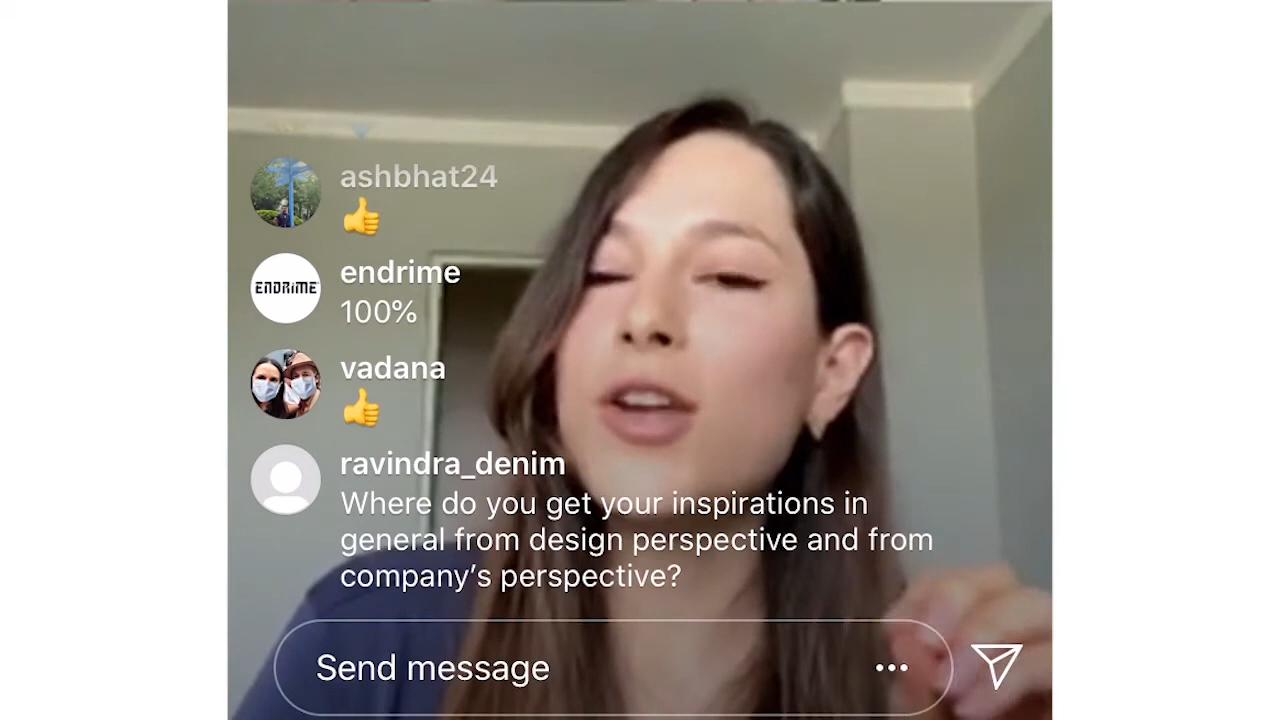 ashbhat24
👍
ENDRIME
endrime
100%
vadana
👍
ravindra_denim
Where do you get your inspirations in
general from design perspective and from
company’s perspective?
Send message